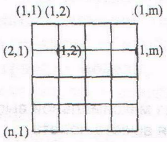 (1,1) (1,2) (1,m)
(2,1) (1,2) (1,m)
(n,1)